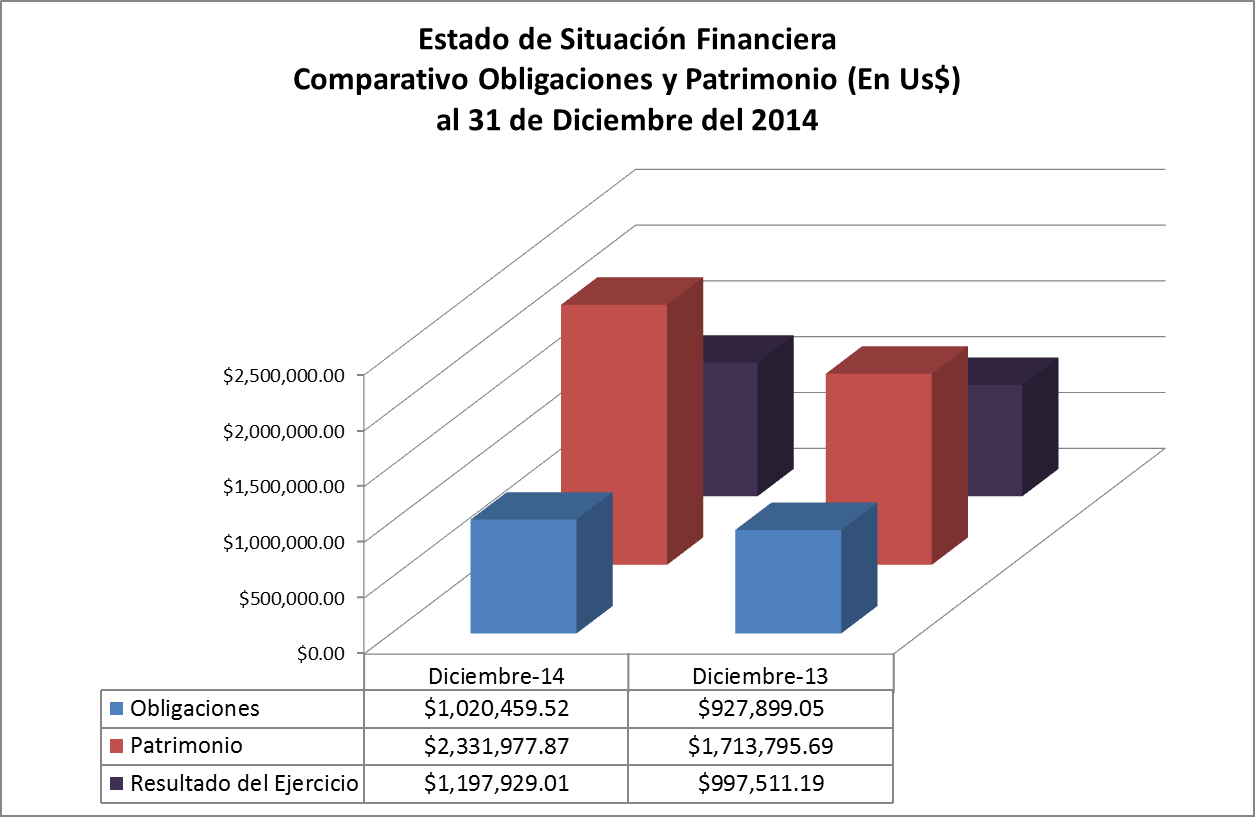 Estado de Situación Financiera
Comparativo Obligaciones y Patrimonio (En Us$)
al 31 de Diciembre del 2014
$2,500,000.00
$2,000,000.00
$1,500,000.00
$1,000,000.00
$500,000.00
$0.00
Diciembre-14 Diciembre-13
Obligaciones $1,020,459.52 $927,899.05
Patrimonio $2,331,977.87 $1,713,795.69
Resultado del Ejercicio $1,197,929.01 $997,511.19